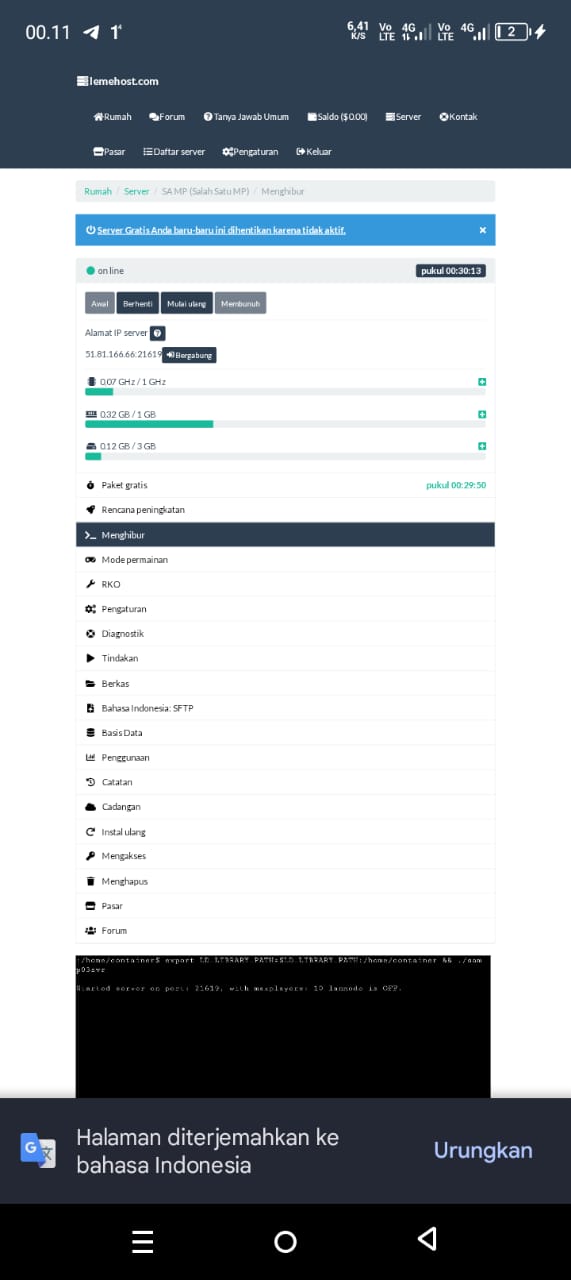 00.11
6,41 K/S Vo LTE 4G Vo LTE 4G 2
lemehost.com
Rumah Forum Tanya Jawab Umum Saldo ($0.00) Server Kontak
Pasar Daftar server Pengaturan Keluar
Rumah / Server / SA MP (Salah Satu MP) / Menghibur
Server Gratis Anda baru-baru ini dihentikan karena tidak aktif. ×
on line pukul 00:30:13
Awal Berhenti Mulai ulang Membunuh
Alamat IP server
51.81.166.66:21619 Bergabung
0,07 GHz / 1 GHz
0.32 GB / 1 GB
0.12 GB / 3 GB
Paket gratis pukul 00:29:50
Rencana peningkatan
Menghibur
Mode permainan
RKO
Pengaturan
Diagnostik
Tindakan
Berkas
Bahasa Indonesia: SFTP
Basis Data
Penggunaan
Catatan
Cadangan
Instal ulang
Mengakses
Menghapus
Pasar
Forum
:/home/container$ export LD_LIBRARY_PATH=$LD_LIBRARY_PATH:/home/container && ./sam
p03svr
Started server on port: 21619, with maxplayers: 10 lanmode is OFF.
Halaman diterjemahkan ke
bahasa Indonesia
Urungkan